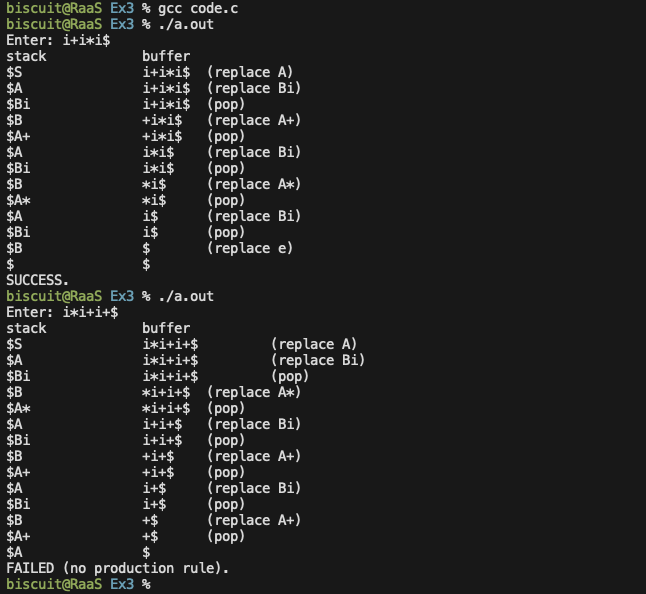 biscuit@RaaS Ex3 % gcc code.c
biscuit@RaaS Ex3 % ./a.out
Enter: i+i*i$
stack            buffer
$S               i+i*i$  (replace A)
$A               i+i*i$  (replace Bi)
$Bi              i+i*i$  (pop)
$B               +i*i$   (replace A+)
$A+              +i*i$   (pop)
$A               i*i$    (replace Bi)
$Bi              i*i$    (pop)
$B               *i$     (replace A*)
$A*              *i$     (pop)
$A               i$      (replace Bi)
$Bi              i$      (pop)
$B               $       (replace e)
$                $
SUCCESS.
biscuit@RaaS Ex3 % ./a.out
Enter: i*i+i+$
stack            buffer
$S               i*i+i+$         (replace A)
$A               i*i+i+$         (replace Bi)
$Bi              i*i+i+$         (pop)
$B               *i+i+$  (replace A*)
$A*              *i+i+$  (pop)
$A               i+i+$   (replace Bi)
$Bi              i+i+$   (pop)
$B               +i+$    (replace A+)
$A+              +i+$    (pop)
$A               i+$     (replace Bi)
$Bi              i+$     (pop)
$B               +$      (replace A+)
$A+              +$      (pop)
$A               $
FAILED (no production rule).
biscuit@RaaS Ex3 %